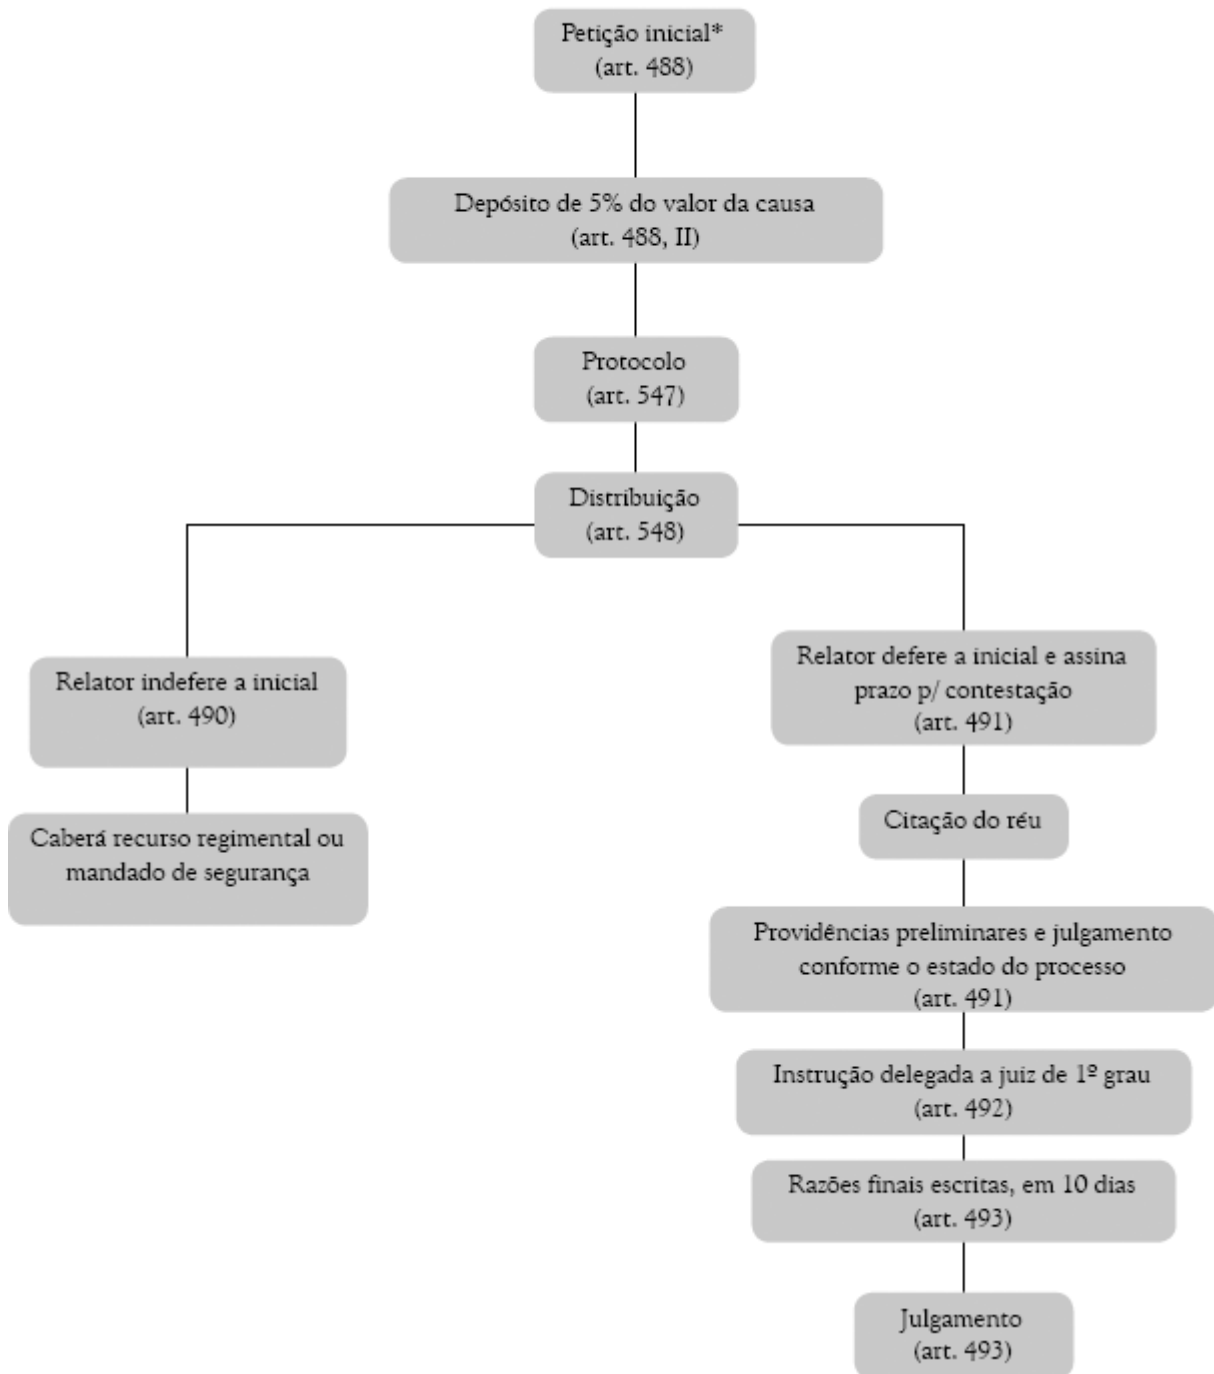 Petição inicial*
(art. 488)
Depósito de 5% do valor da causa
(art. 488, II)
Protocolo
(art. 547)
Distribuição
(art. 548)
Relator indefere a inicial
(art. 490)
Caberá recurso regimental ou
mandado de segurança
Relator defere a inicial e assina
prazo p/ contestação
(art. 491)
Citação do réu
Providências preliminares e julgamento
conforme o estado do processo
(art. 491)
Instrução delegada a juiz de 1º grau
(art. 492)
Razões finais escritas, em 10 dias
(art. 493)
Julgamento
(art. 493)